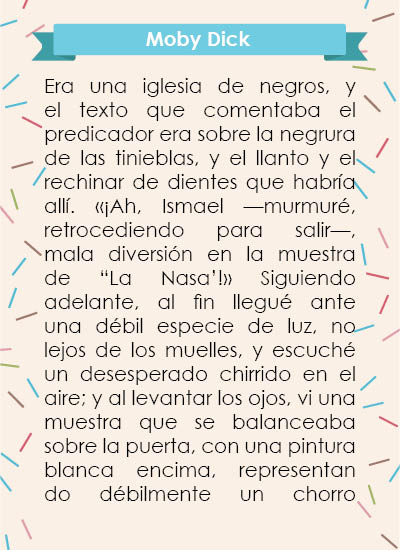 Moby Dick
Era una iglesia de negros, y
el texto que comentaba el
predicador era sobre la negrura
de las tinieblas, y el llanto y el
rechinar de dientes que habría
allí. «¡Ah, Ismael —murmuré,
retrocediendo para salir—,
mala diversión en la muestra
de “La Nasa’!» Siguiendo
adelante, al fin llegué ante
una débil especie de luz, no
lejos de los muelles, y escuché
un desesperado chirrido en el
aire; y al levantar los ojos, vi una
muestra que se balanceaba
sobre la puerta, con una pintura
blanca encima, representan
do débilmente un chorro